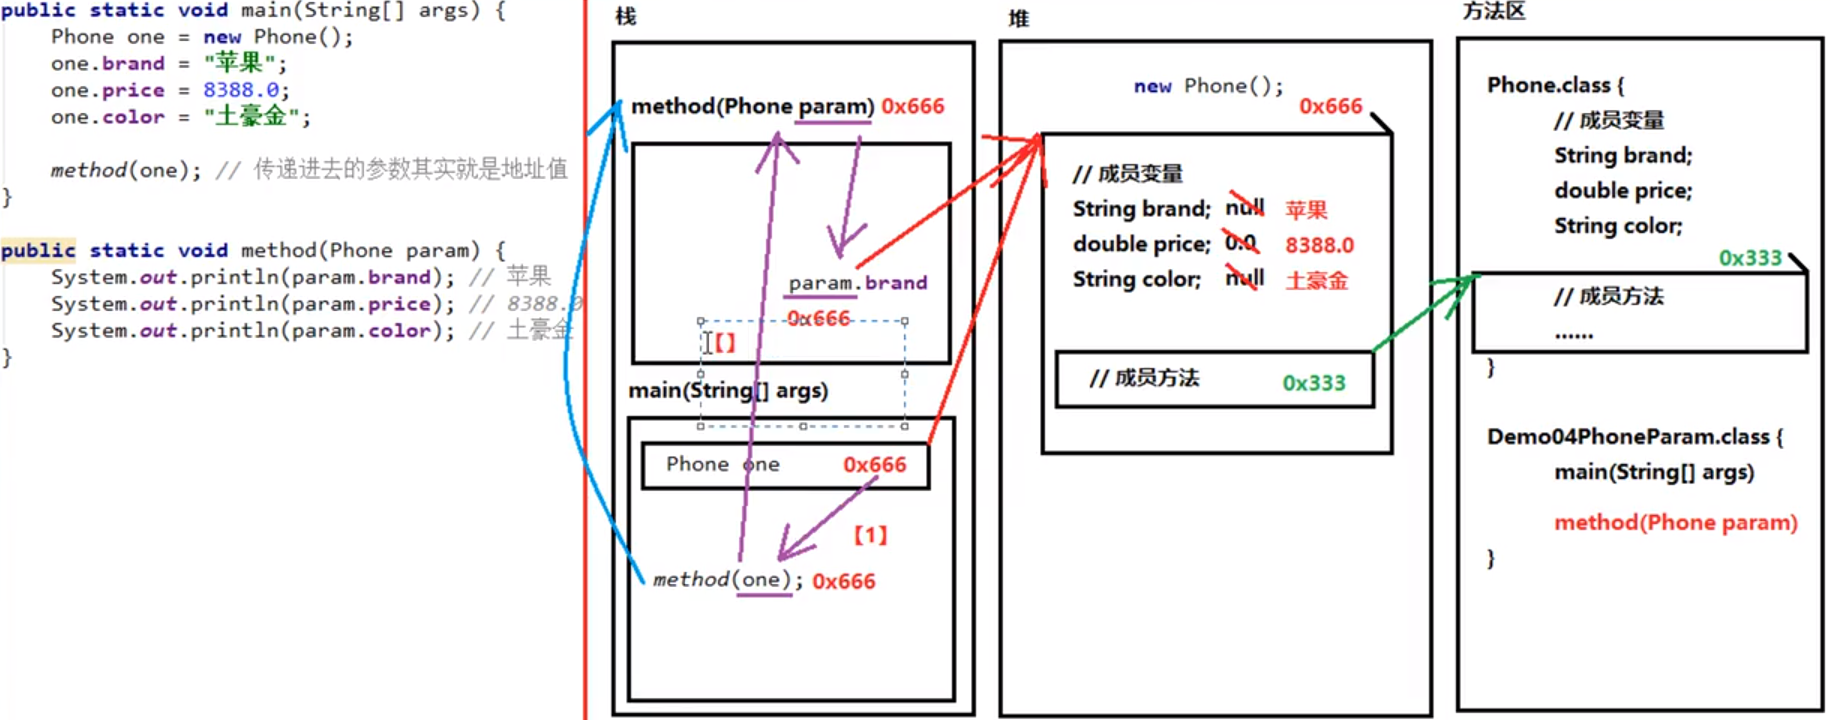 public static void main(String[] args) {
Phone one = new Phone();
one.brand = "苹果";
one.price = 8388.0;
one.color = "土豪金";
method(one); // 传递进去的参数其实就是地址值
}
public static void method(Phone param) {
System.out.println(param.brand); // 苹果
System.out.println(param.price); // 8388.0
System.out.println(param.color); // 土豪金
}
栈
method(Phone param) 0x666
param.brand
0x666
【】
main(String[] args)
Phone one 0x666
【1】
method(one); 0x666
堆
new Phone();
0x666
// 成员变量
String brand; null 苹果
double price; 0.0 8388.0
String color; null 土豪金
// 成员方法 0x333
方法区
Phone.class {
// 成员变量
String brand;
double price;
String color;
0x333
// 成员方法
......
}
Demo04PhoneParam.class {
main(String[] args)
method(Phone param)
}